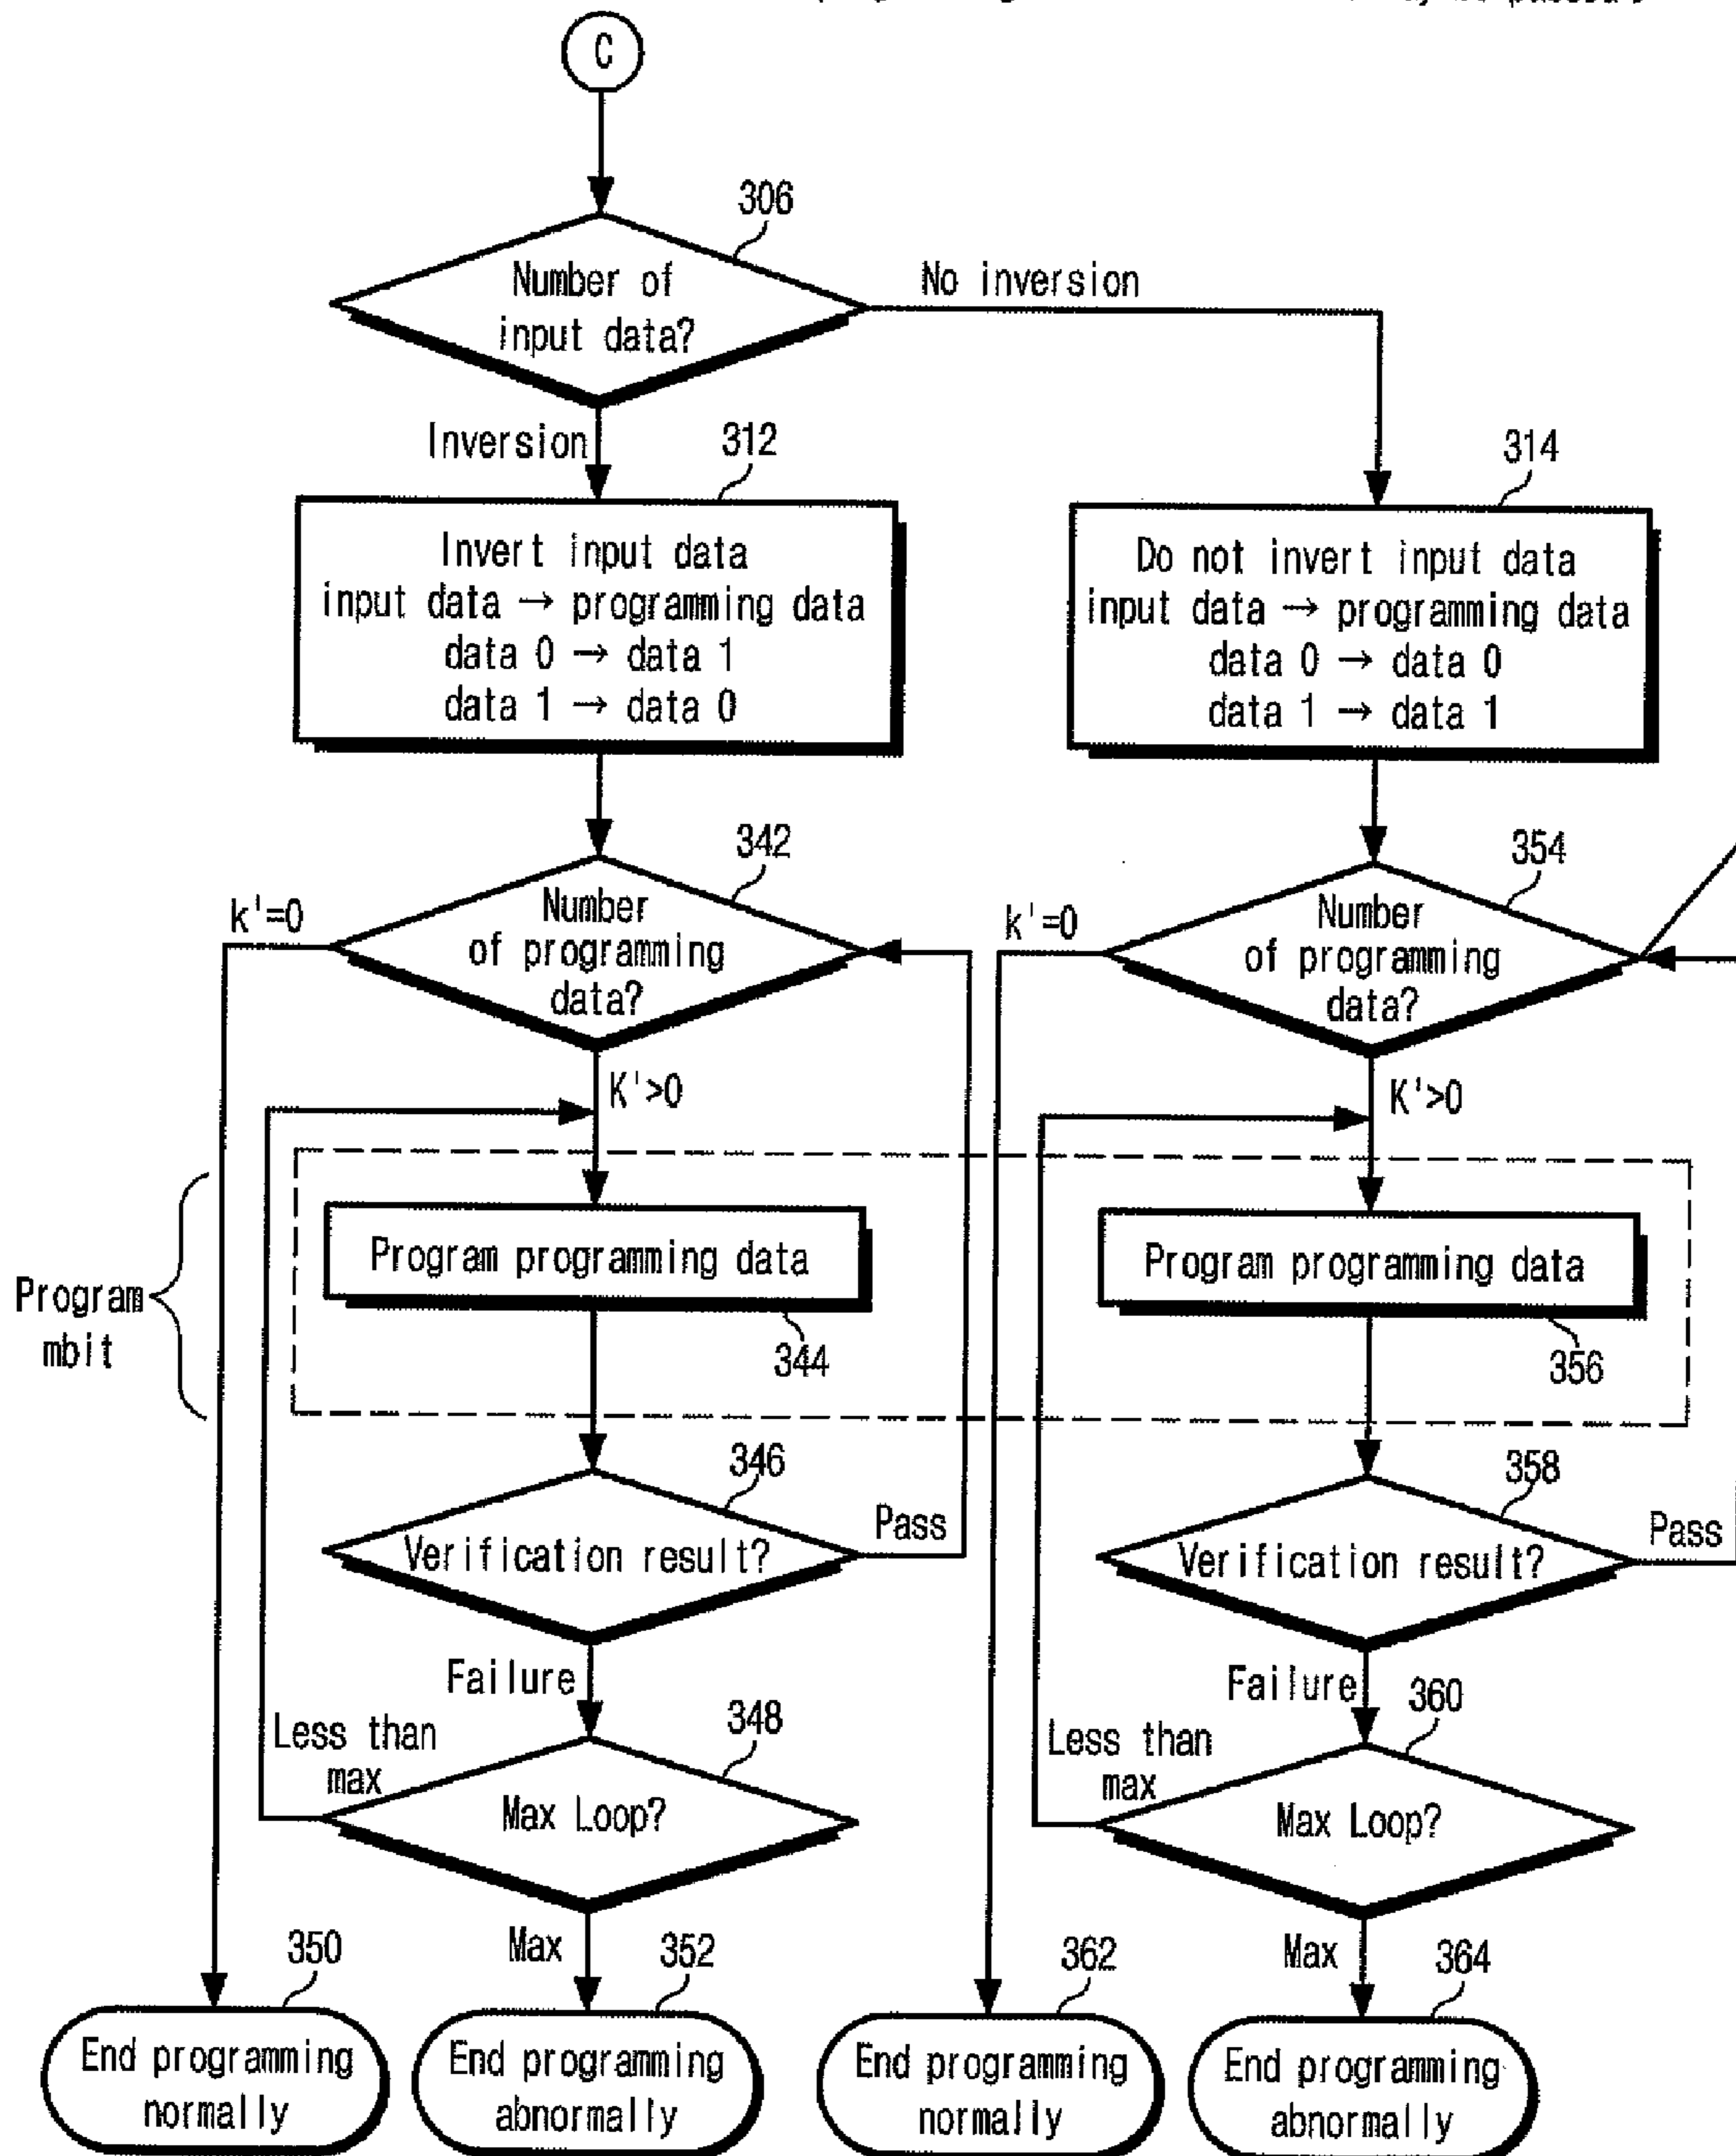 C
306
Number of
input data?
No inversion
Inversion
312
Invert input data
input data → programming data
data 0 → data 1
data 1 → data 0
314
Do not invert input data
input data → programming data
data 0 → data 0
data 1 → data 1
342
Number
of programming
data?
k'=0
K'>0
354
Number
of programming
data?
k'=0
K'>0
Program
mbit
Program programming data
344
Program programming data
356
346
Verification result?
Pass
Failure
358
Verification result?
Pass
Failure
348
Less than
max
Max Loop?
Max
360
Less than
max
Max Loop?
Max
350
End programming
normally
352
End programming
abnormally
362
End programming
normally
364
End programming
abnormally